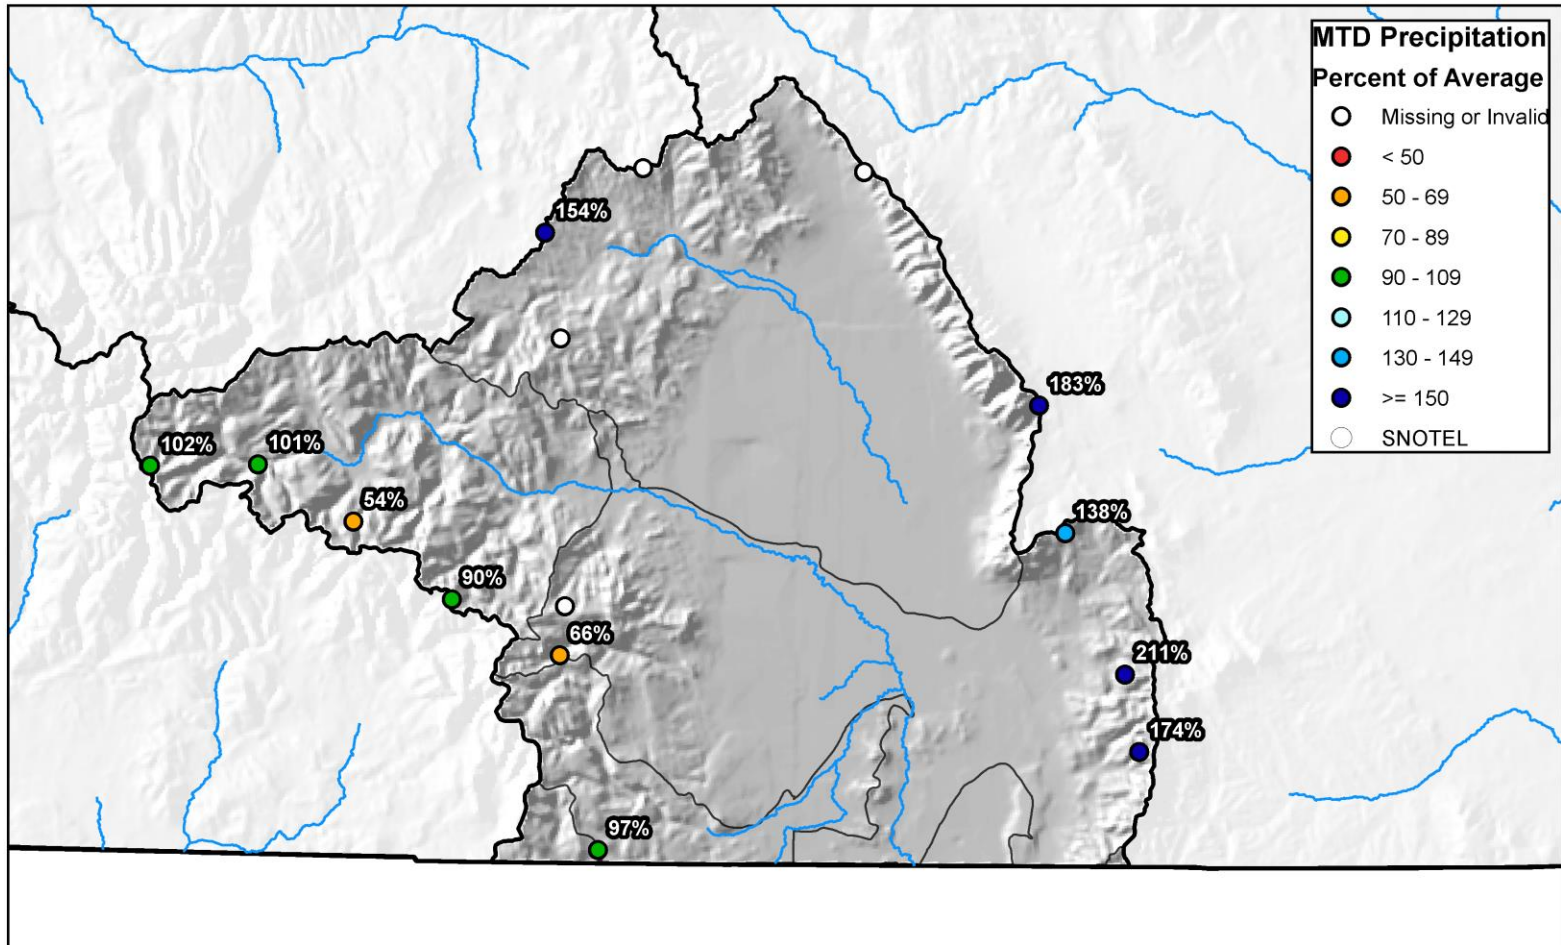 MTD Precipitation
Percent of Average
Missing or Invalid
< 50
50 - 69
70 - 89
90 - 109
110 - 129
130 - 149
>= 150
SNOTEL
154%
183%
102%
101%
54%
138%
90%
66%
211%
174%
97%